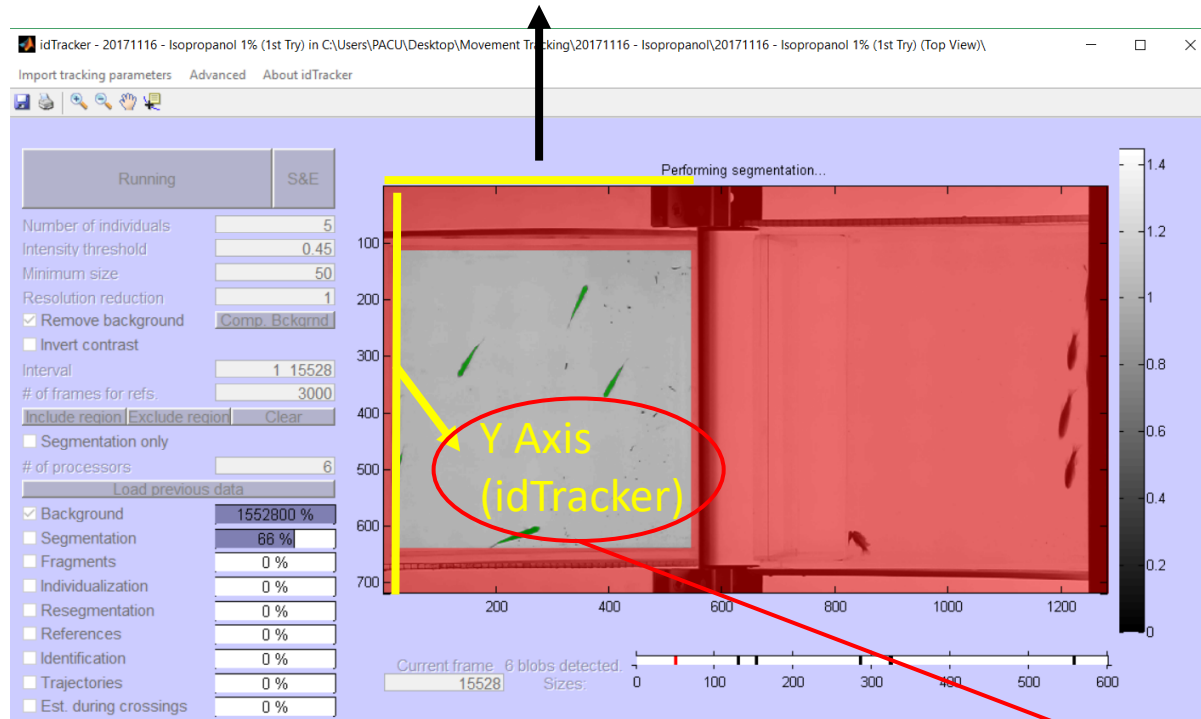 idTracker - 20171116 - Isopropanol 1% (1st Try) in C:\Users\PACU\Desktop\Movement Tracking\20171116 - Isopropanol\20171116 - Isopropanol 1% (1st Try) (Top View)\
Import tracking parameters Advanced About idTracker
Running S&E
Number of individuals 5
Intensity threshold 0.45
Minimum size 50
Resolution reduction 1
Remove background Comp. Bckgrnd
Invert contrast
Interval 1 15528
# of frames for refs. 3000
Include region Exclude region Clear
Segmentation only
# of processors 6
Load previous data
Background 1552800 %
Segmentation 66 %
Fragments 0 %
Individualization 0 %
Resegmentation 0 %
References 0 %
Identification 0 %
Trajectories 0 %
Est. during crossings 0 %
Performing segmentation...
100
200
300
400
500
600
700
200 400 600 800 1000 1200
Y Axis
(idTracker)
1.4
1.2
1
0.8
0.6
0.4
0.2
0
Current frame 6 blobs detected.
15528 Sizes:
0 100 200 300 400 500 600